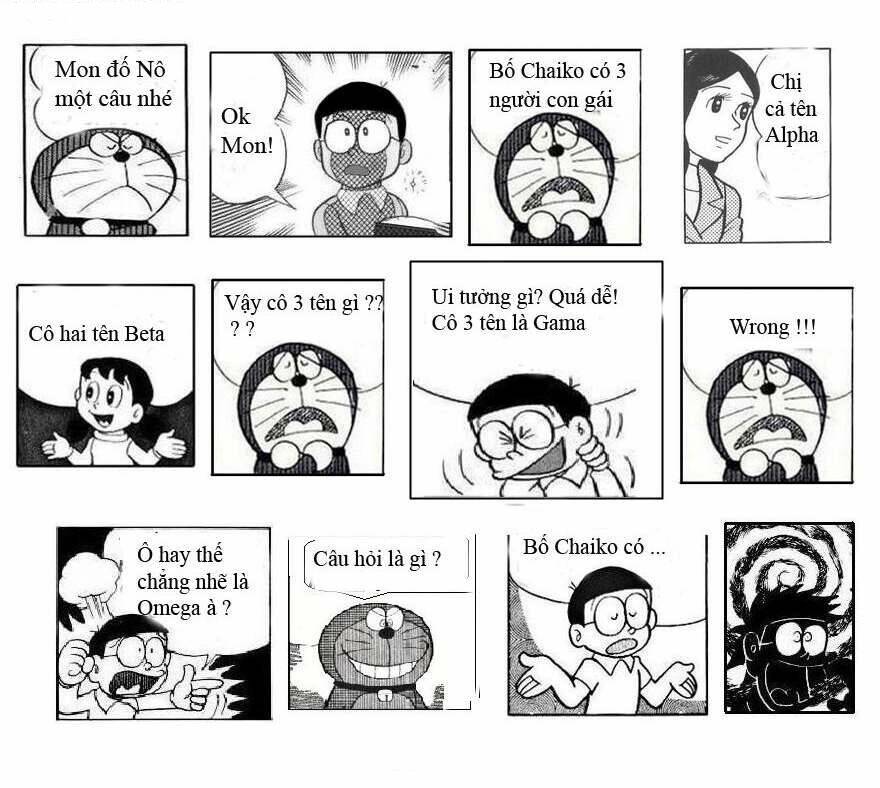 Mon đố Nô
một câu nhé
Ok
Mon!
Bố Chaiko có 3
người con gái
Chị
cả tên
Alpha
Cô hai tên Beta
Vậy cô 3 tên gì ??
? ?
Ui tưởng gì? Quá dễ!
Cô 3 tên là Gama
Wrong !!!
Ô hay thế
chẳng nhẽ là
Omega à ?
Câu hỏi là gì ?
Bố Chaiko có ...